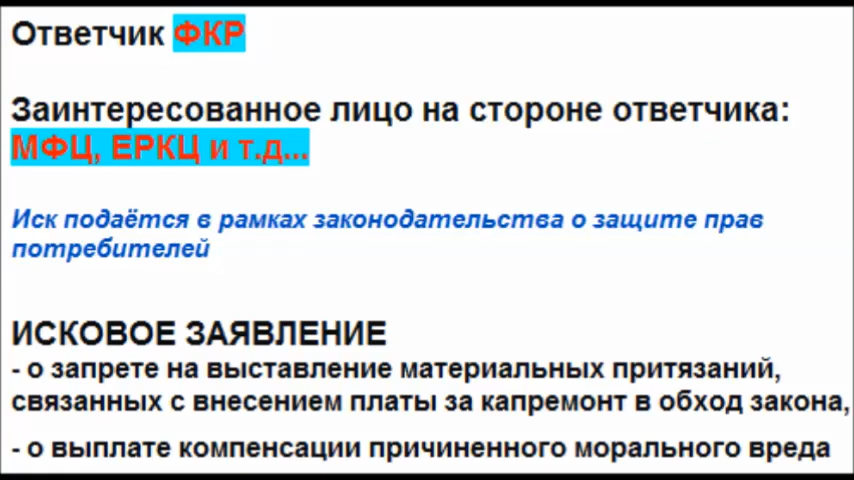 Ответчик ФКР
Заинтересованное лицо на стороне ответчика:
МФЦ, ЕРКЦ и т.д...
Иск подаётся в рамках законодательства о защите прав
потребителей
ИСКОВОЕ ЗАЯВЛЕНИЕ
- о запрете на выставление материальных притязаний,
связанных с внесением платы за капремонт в обход закона,
- о выплате компенсации причиненного морального вреда